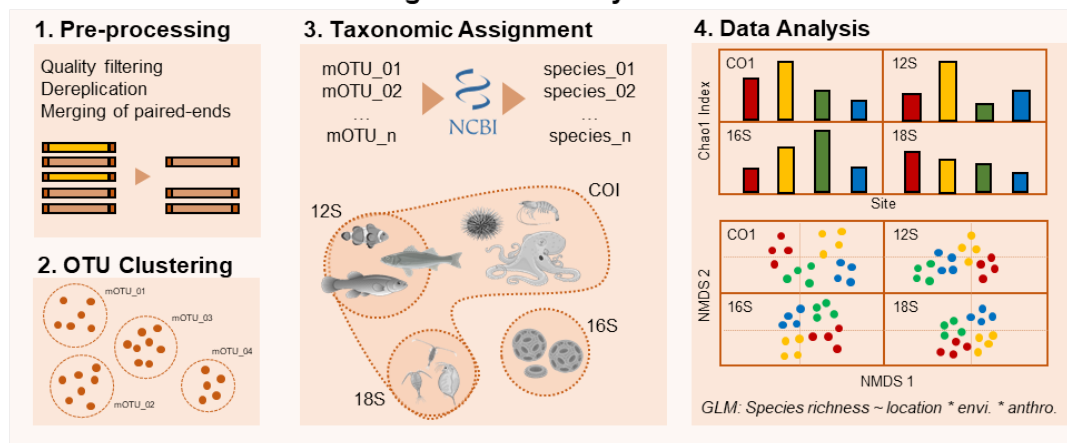 1. Pre-processing
Quality filtering
Dereplication
Merging of paired-ends
2. OTU Clustering
mOTU_01
mOTU_03
mOTU_04
mOTU_02
3. Taxonomic Assignment
mOTU_01
mOTU_02
...
mOTU_n
NCBI
species_01
species_02
...
species_n
COI
12S
16S
18S
4. Data Analysis
Chao1 Index
CO1
12S
16S
18S
Site
NMDS 2
CO1
12S
16S
18S
NMDS 1
GLM: Species richness ~ location * envi. * anthro.